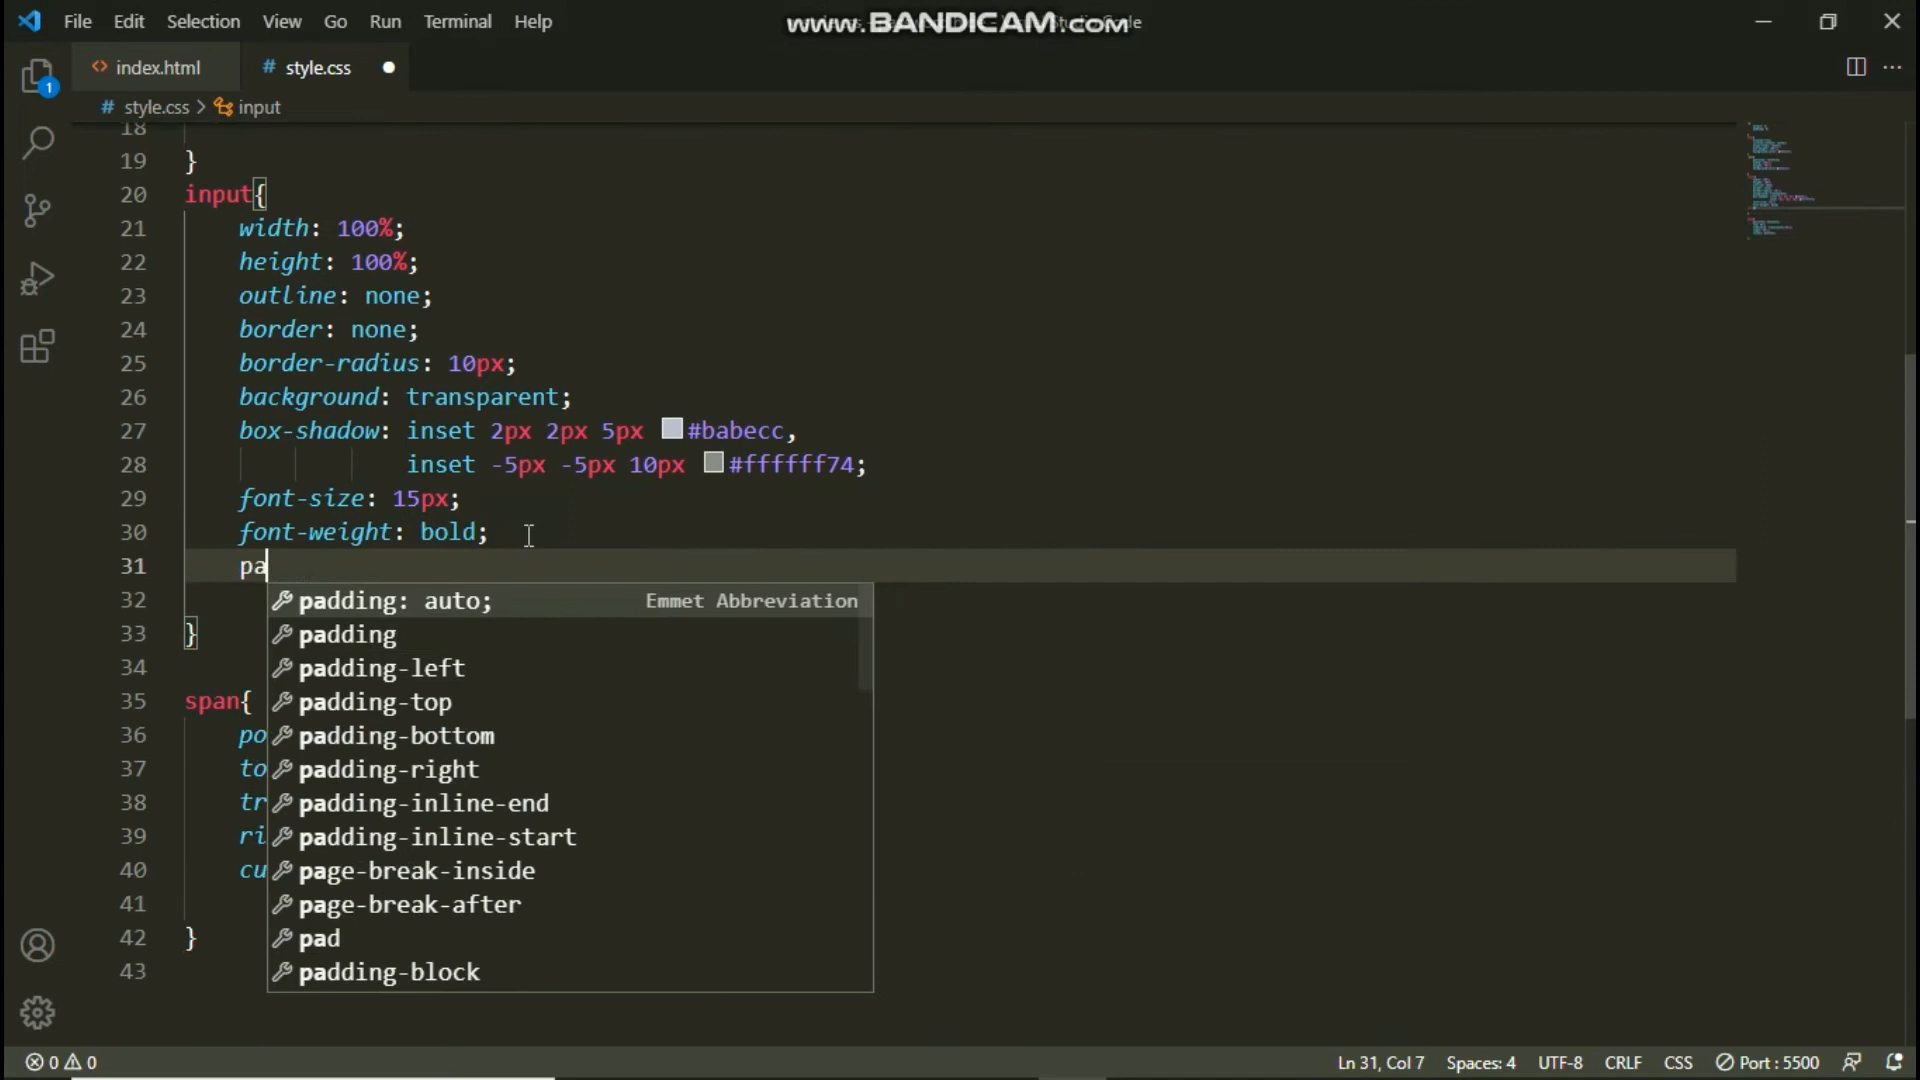 File Edit Selection View Go Run Terminal Help
www.BANDICAM.com
index.html # style.css
1
# style.css > input
18
19 }
20 input{
21 width: 100%;
22 height: 100%;
23 outline: none;
24 border: none;
25 border-radius: 10px;
26 background: transparent;
27 box-shadow: inset 2px 2px 5px #babecc,
28 inset -5px -5px 10px #ffffff74;
29 font-size: 15px;
30 font-weight: bold;
31 pa
32 padding: auto; Emmet Abbreviation
33 } padding
34 padding-left
35 span{ padding-top
36 po padding-bottom
37 to padding-right
38 tr padding-inline-end
39 ri padding-inline-start
40 cu page-break-inside
41 page-break-after
42 } pad
43 padding-block
0 0 Ln 31, Col 7 Spaces: 4 UTF-8 CRLF CSS Port : 5500